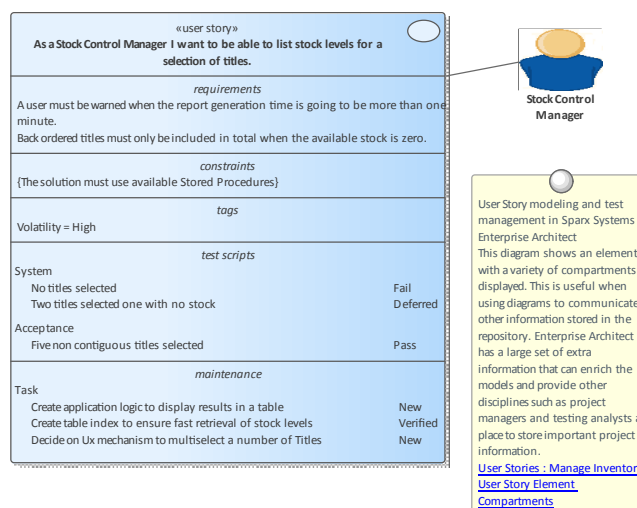 «user story»
As a Stock Control Manager I want to be able to list stock levels for a
selection of titles.
requirements
A user must be warned when the report generation time is going to be more than one
minute.
Back ordered titles must only be included in total when the available stock is zero.
constraints
{The solution must use available Stored Procedures}
tags
Volatility = High
test scripts
System
No titles selected Fail
Two titles selected one with no stock Deferred
Acceptance
Five non contiguous titles selected Pass
maintenance
Task
Create application logic to display results in a table New
Create table index to ensure fast retrieval of stock levels Verified
Decide on Ux mechanism to multiselect a number of Titles New
Stock Control
Manager
User Story modeling and test
management in Sparx Systems
Enterprise Architect
This diagram shows an element
with a variety of compartments
displayed. This is useful when
using diagrams to communicate
other information stored in the
repository. Enterprise Architect
has a large set of extra
information that can enrich the
models and provide other
disciplines such as project
managers and testing analysts a
place to store important project
information.
User Stories : Manage Inventor
User Story Element
Compartments